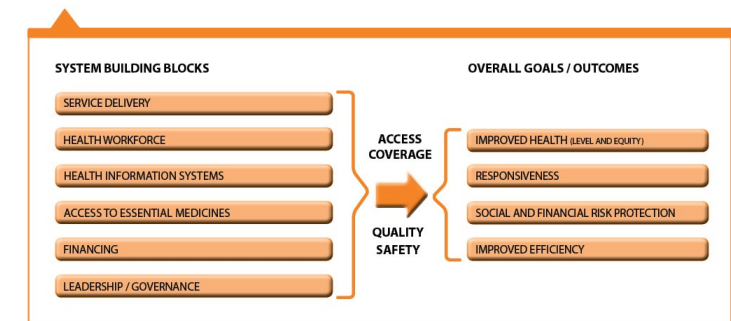 SYSTEM BUILDING BLOCKS
SERVICE DELIVERY
HEALTH WORKFORCE
HEALTH INFORMATION SYSTEMS
ACCESS TO ESSENTIAL MEDICINES
FINANCING
LEADERSHIP / GOVERNANCE
ACCESS
COVERAGE
QUALITY
SAFETY
OVERALL GOALS / OUTCOMES
IMPROVED HEALTH (LEVEL AND EQUITY)
RESPONSIVENESS
SOCIAL AND FINANCIAL RISK PROTECTION
IMPROVED EFFICIENCY